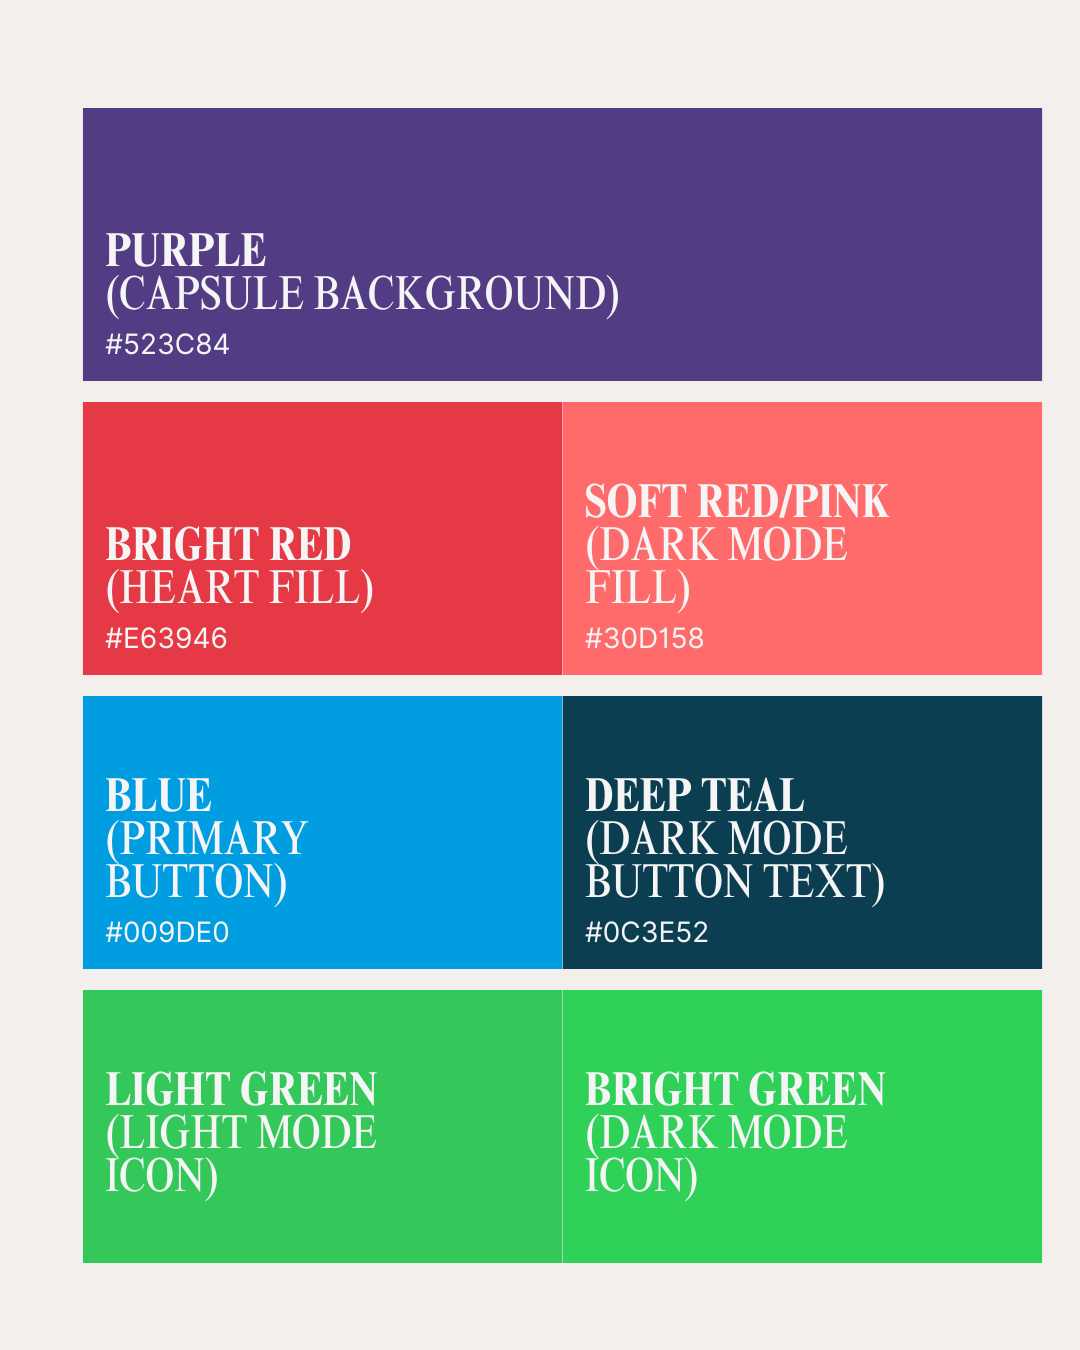 PURPLE
(CAPSULE BACKGROUND)
#523C84
BRIGHT RED
(HEART FILL)
#E63946
SOFT RED/PINK
(DARK MODE
FILL)
#30D158
BLUE
(PRIMARY
BUTTON)
#009DE0
DEEP TEAL
(DARK MODE
BUTTON TEXT)
#0C3E52
LIGHT GREEN
(LIGHT MODE
ICON)
BRIGHT GREEN
(DARK MODE
ICON)